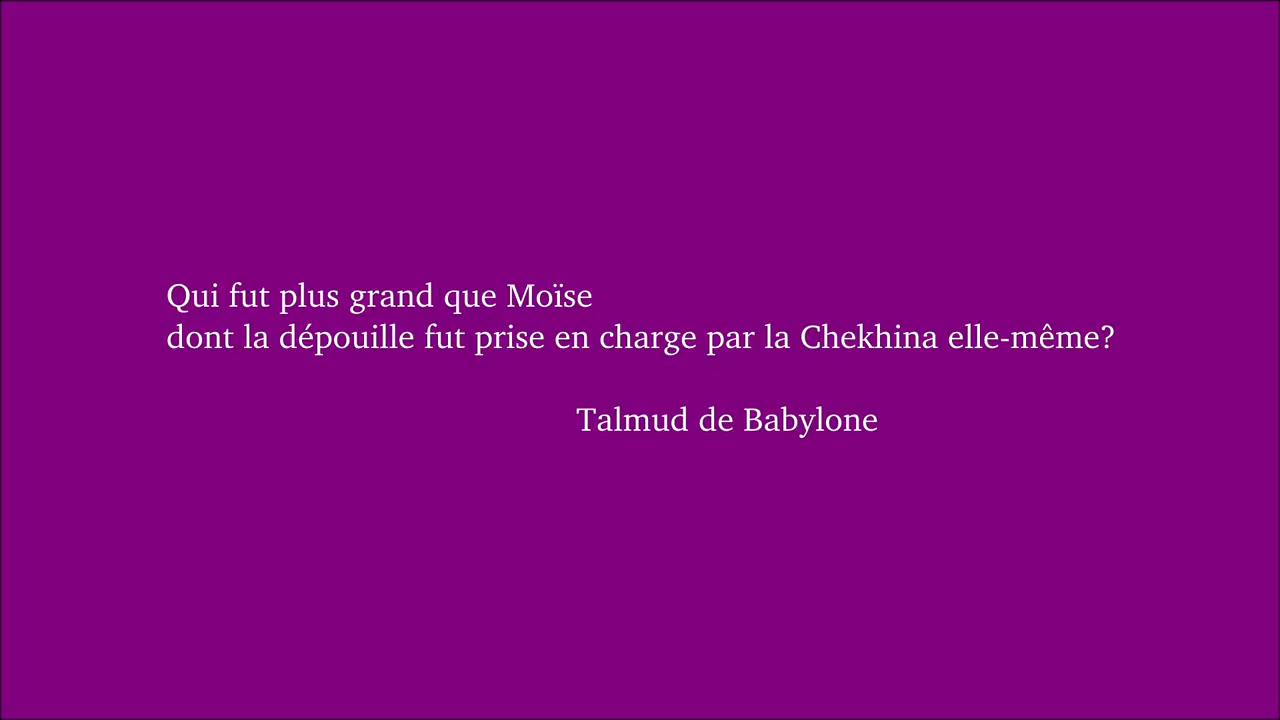 Qui fut plus grand que Moïse
dont la dépouille fut prise en charge par la Chekhina elle-même?
Talmud de Babylone